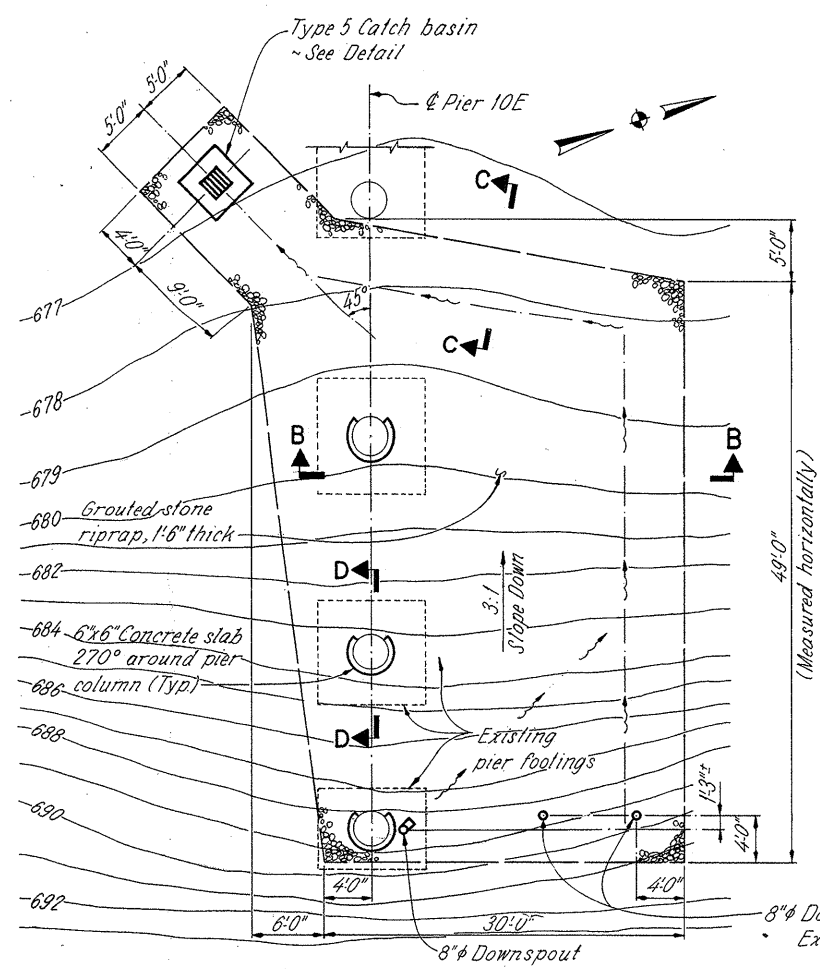 Type 5 Catch basin
~ See Detail
℄ Pier 10E
5'-0"
5'-0"
C
4'-0"
9'-0"
45°
5'-0"
677
C
678
B
B
679
680
Grouted stone
riprap, 1'-6" thick
D
682
3:1
Slope Down
49'-0"
(Measured horizontally)
684
6"x6" Concrete slab
270° around pier
column (Typ.)
686
D
688
Existing
pier footings
1'-3"±
4'-0"
690
4'-0"
4'-0"
692
6'-0"
30'-0"
8"φ Do
Ex
8"φ Downspout